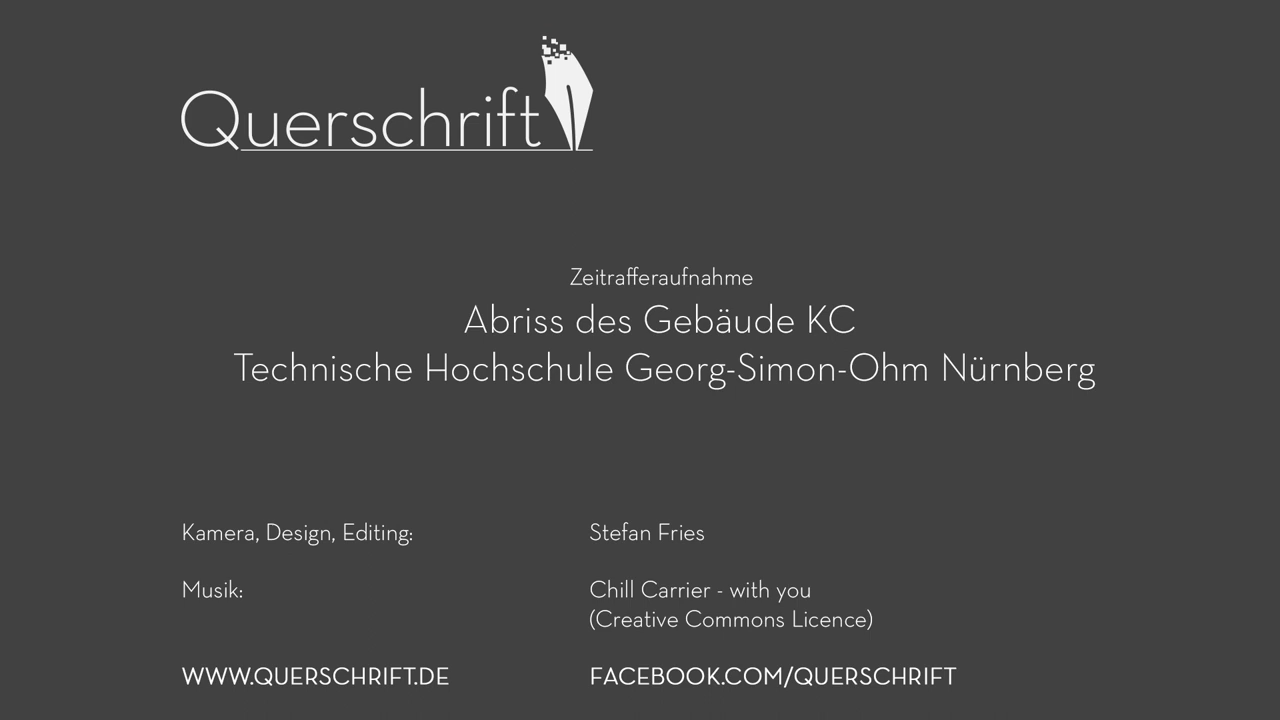 Querschrift
Zeitrafferaufnahme
Abriss des Gebäude KC
Technische Hochschule Georg-Simon-Ohm Nürnberg
Kamera, Design, Editing: Stefan Fries
Musik: Chill Carrier - with you
(Creative Commons Licence)
WWW.QUERSCHRIFT.DE FACEBOOK.COM/QUERSCHRIFT